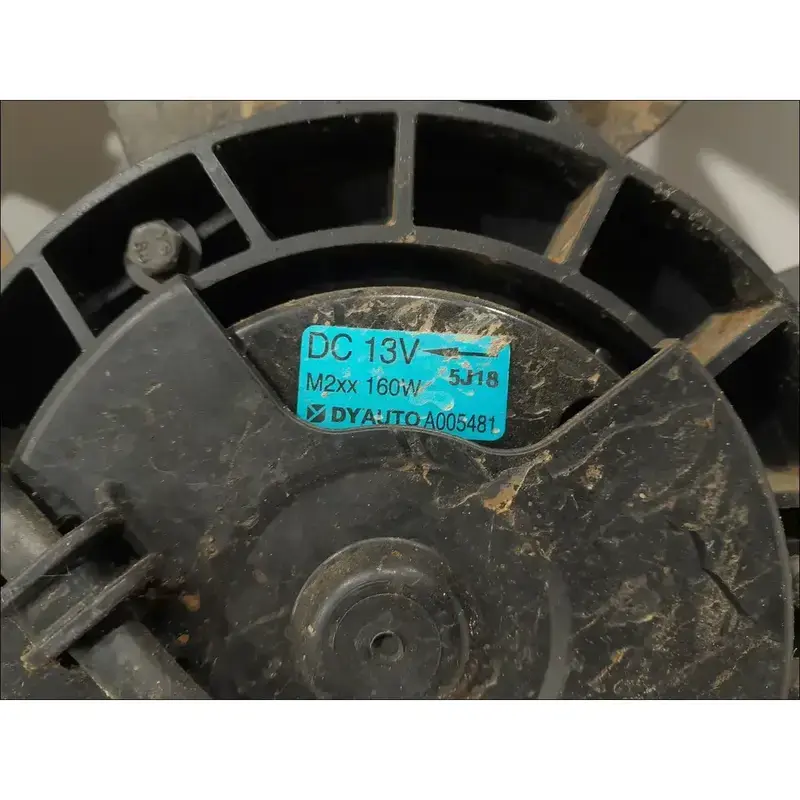 DC 13V
M2xx 160W 5J18
DYAUTO A005481